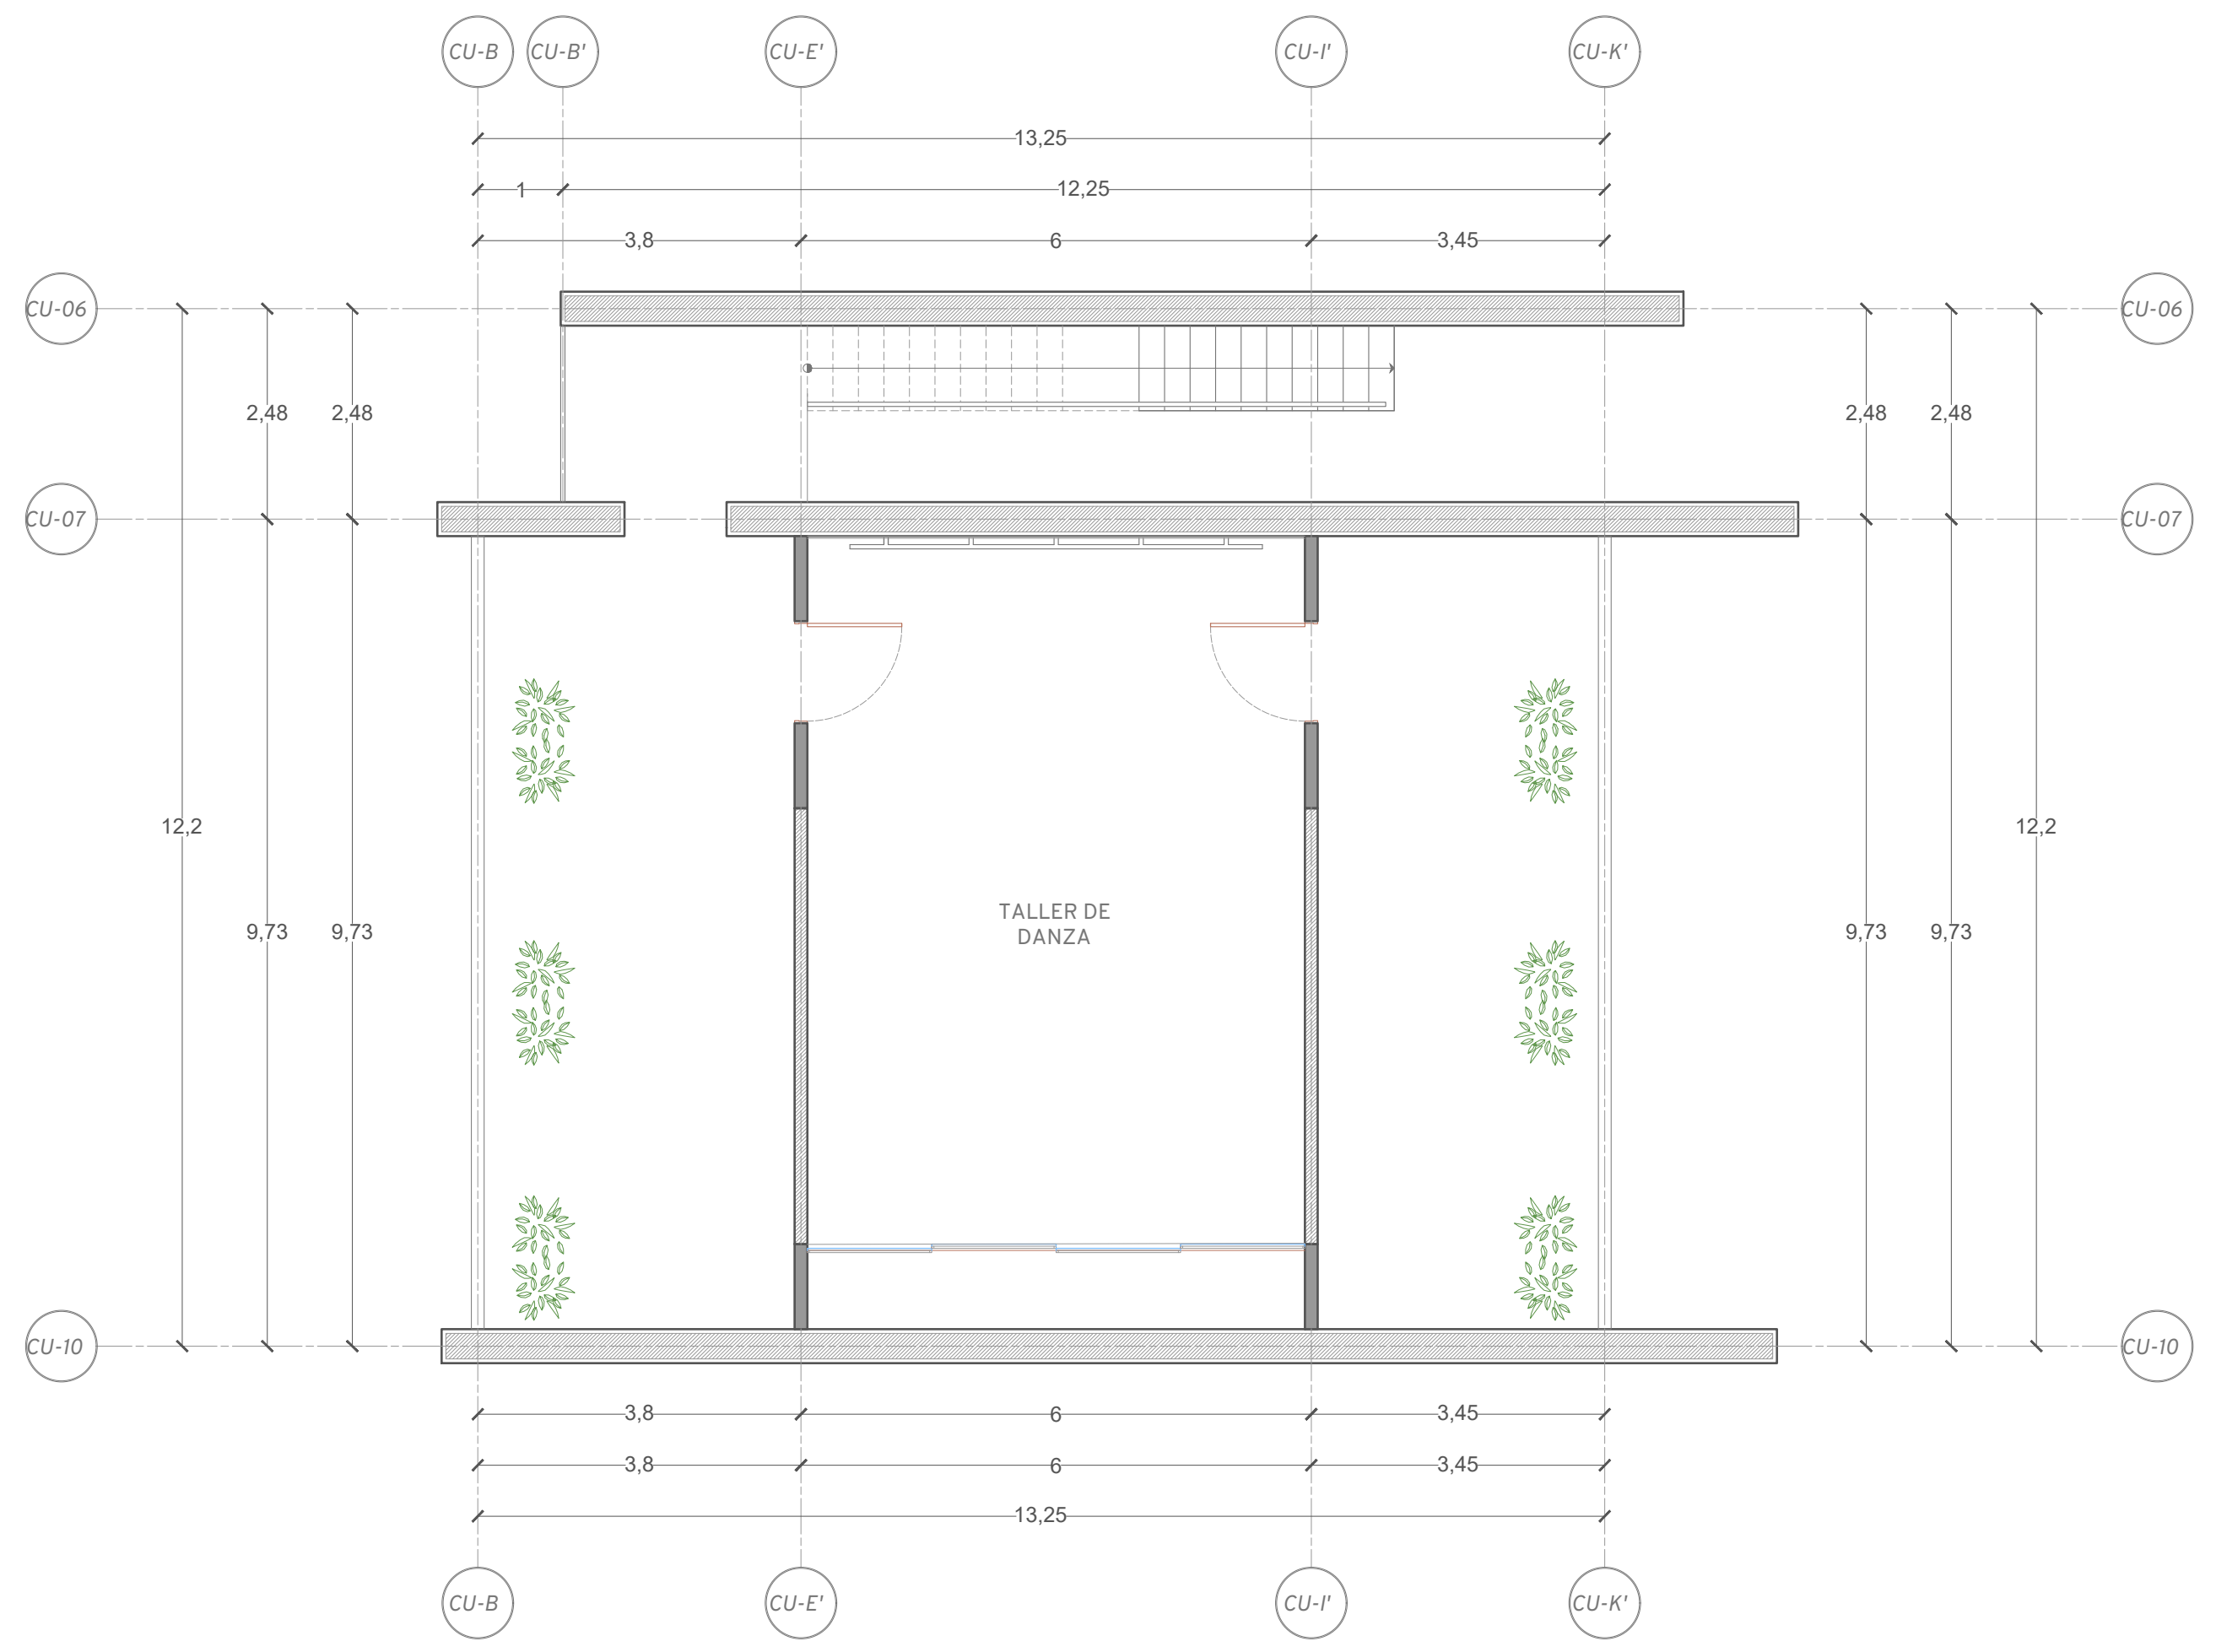 CU-B CU-B' CU-E' CU-I' CU-K'
13,25
1 12,25
3,8 6 3,45
CU-06 CU-06
2,48 2,48 2,48 2,48
CU-07 CU-07
12,2 12,2
TALLER DE
DANZA
9,73 9,73 9,73 9,73
CU-10 CU-10
3,8 6 3,45
3,8 6 3,45
13,25
CU-B CU-E' CU-I' CU-K'